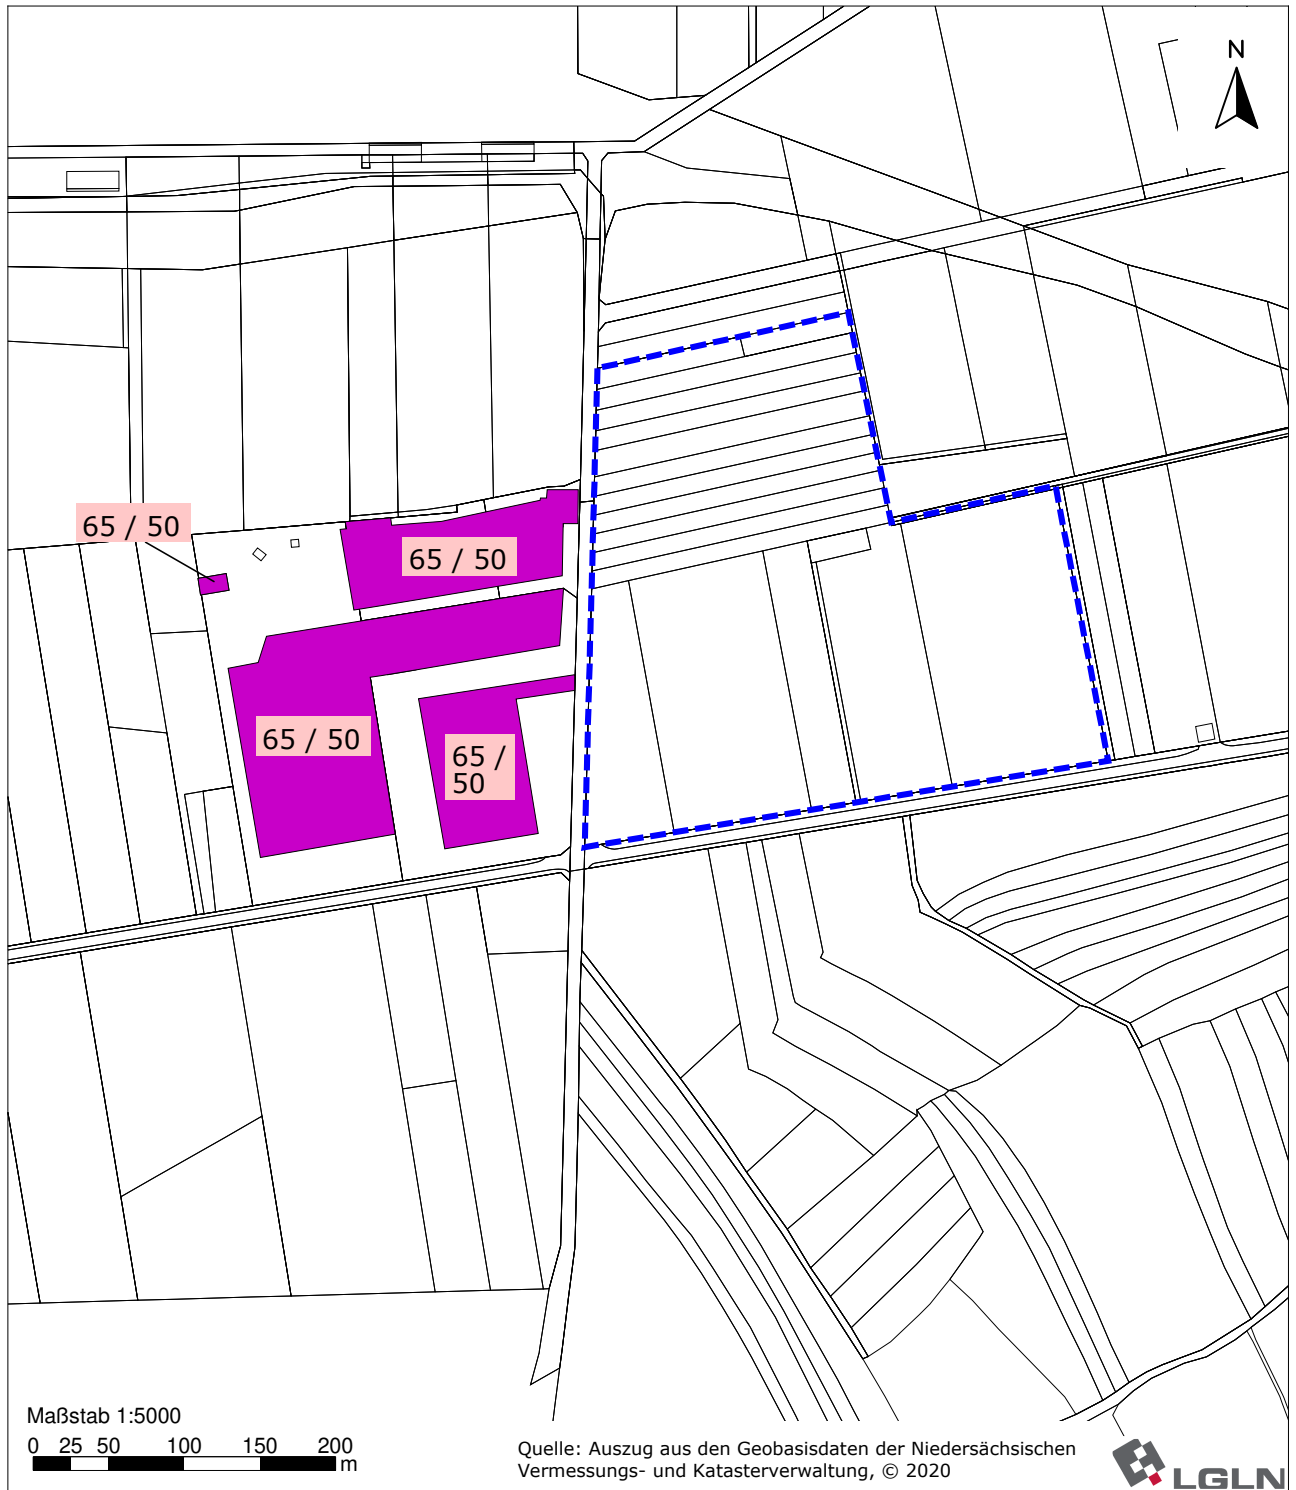 N
65 / 50
65 / 50
65 / 50
65 /
50
Maßstab 1:5000
0 25 50 100 150 200
m
Quelle: Auszug aus den Geobasisdaten der Niedersächsischen
Vermessungs- und Katasterverwaltung, © 2020
LGLN